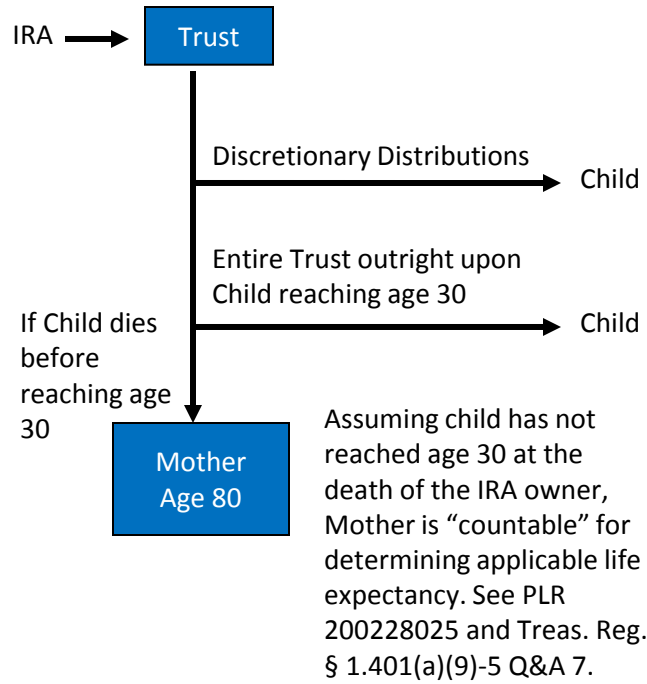 IRA
Trust
Discretionary Distributions
Child
Entire Trust outright upon
Child reaching age 30
Child
If Child dies
before
reaching age
30
Mother
Age 80
Assuming child has not
reached age 30 at the
death of the IRA owner,
Mother is “countable” for
determining applicable life
expectancy. See PLR
200228025 and Treas. Reg.
§ 1.401(a)(9)-5 Q&A 7.